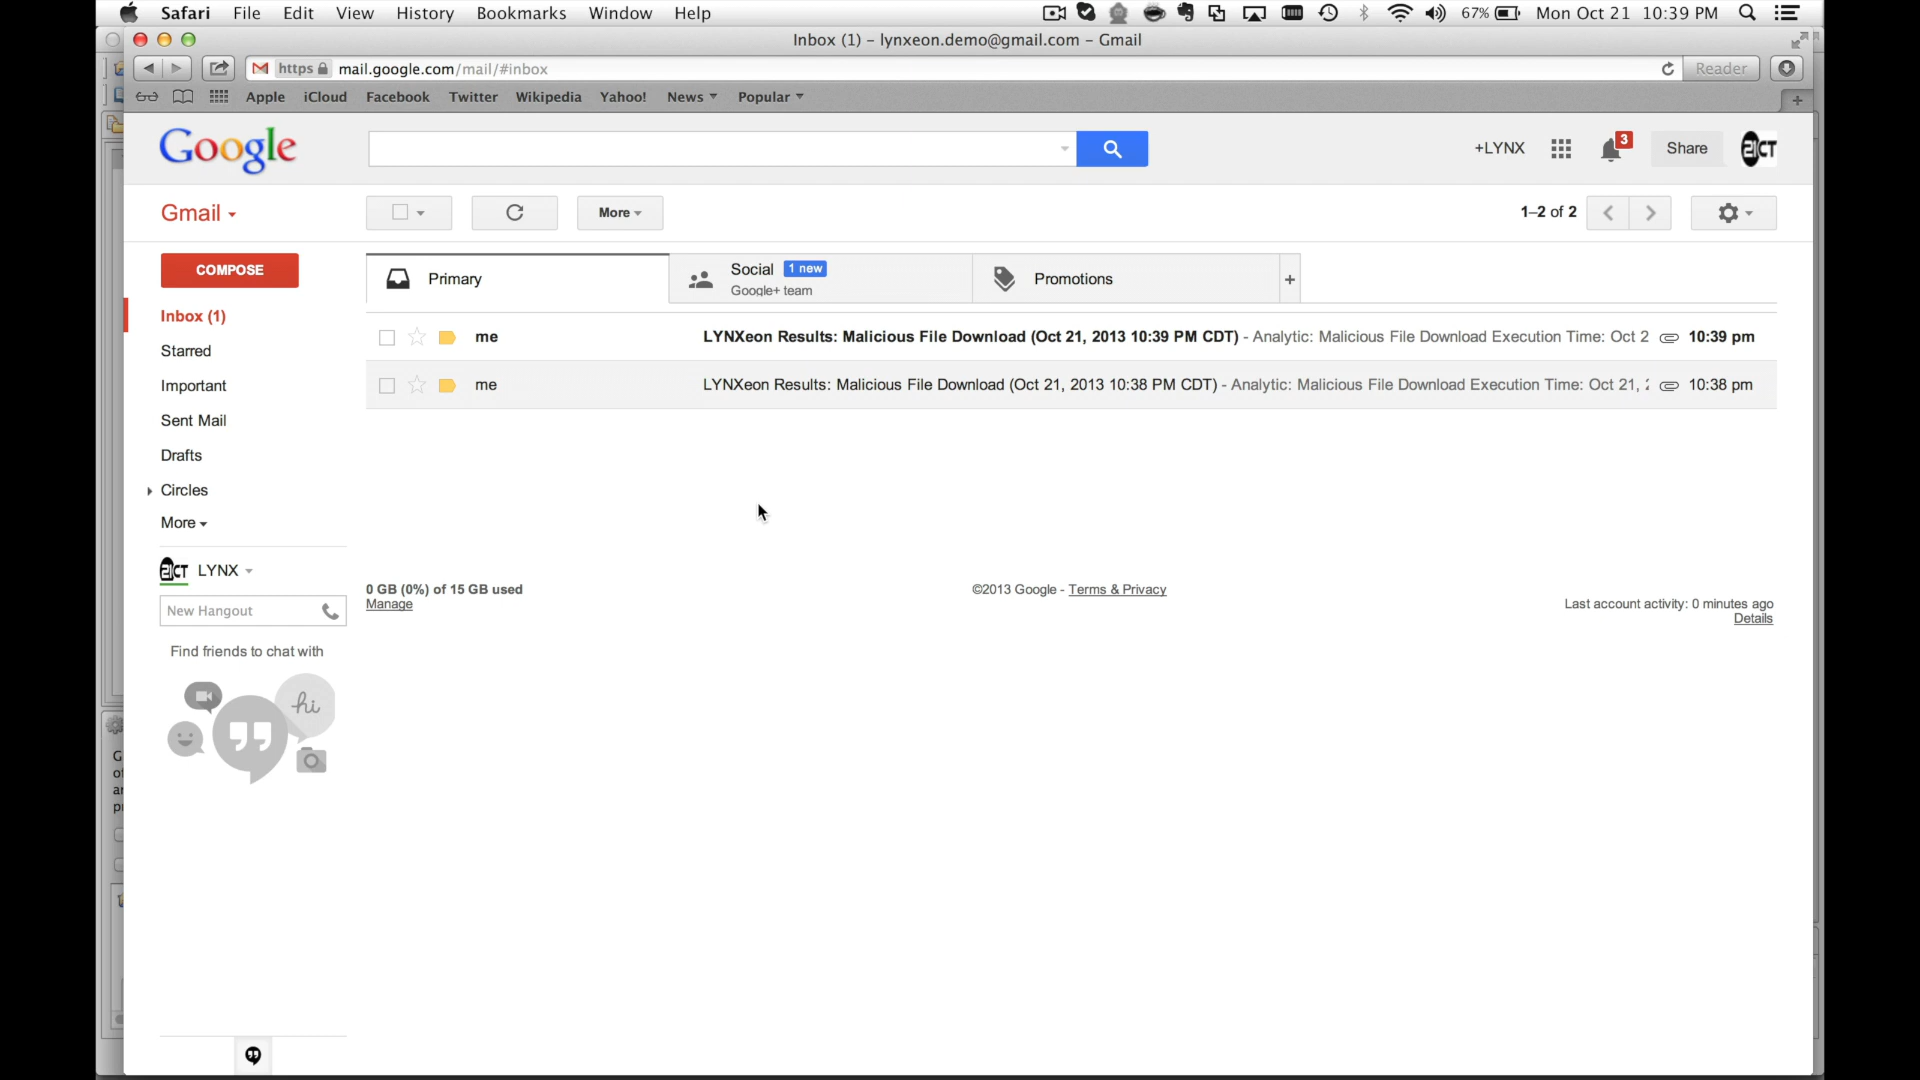 Safari File Edit View History Bookmarks Window Help 67% Mon Oct 21 10:39 PM
Inbox (1) – lynxeon.demo@gmail.com – Gmail
https mail.google.com/mail/#inbox Reader
Apple iCloud Facebook Twitter Wikipedia Yahoo! News Popular
Google +LYNX 3 Share 21CT
Gmail More 1–2 of 2
COMPOSE
Primary Social 1 new Promotions +
Google+ team
Inbox (1)
me LYNXeon Results: Malicious File Download (Oct 21, 2013 10:39 PM CDT) - Analytic: Malicious File Download Execution Time: Oct 2 10:39 pm
Starred
me LYNXeon Results: Malicious File Download (Oct 21, 2013 10:38 PM CDT) - Analytic: Malicious File Download Execution Time: Oct 21, 10:38 pm
Important
Sent Mail
Drafts
Circles
More
21CT LYNX
0 GB (0%) of 15 GB used ©2013 Google - Terms & Privacy
Manage Last account activity: 0 minutes ago
New Hangout Details
Find friends to chat with
hi